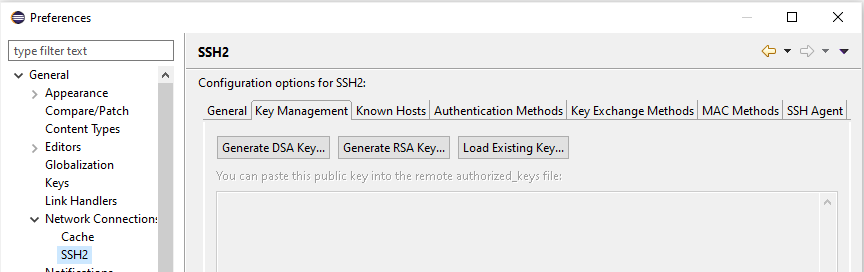 Preferences
type filter text
General
Appearance
Compare/Patch
Content Types
Editors
Globalization
Keys
Link Handlers
Network Connections
Cache
SSH2
SSH2
Configuration options for SSH2:
General Key Management Known Hosts Authentication Methods Key Exchange Methods MAC Methods SSH Agent
Generate DSA Key... Generate RSA Key... Load Existing Key...
You can paste this public key into the remote authorized_keys file: